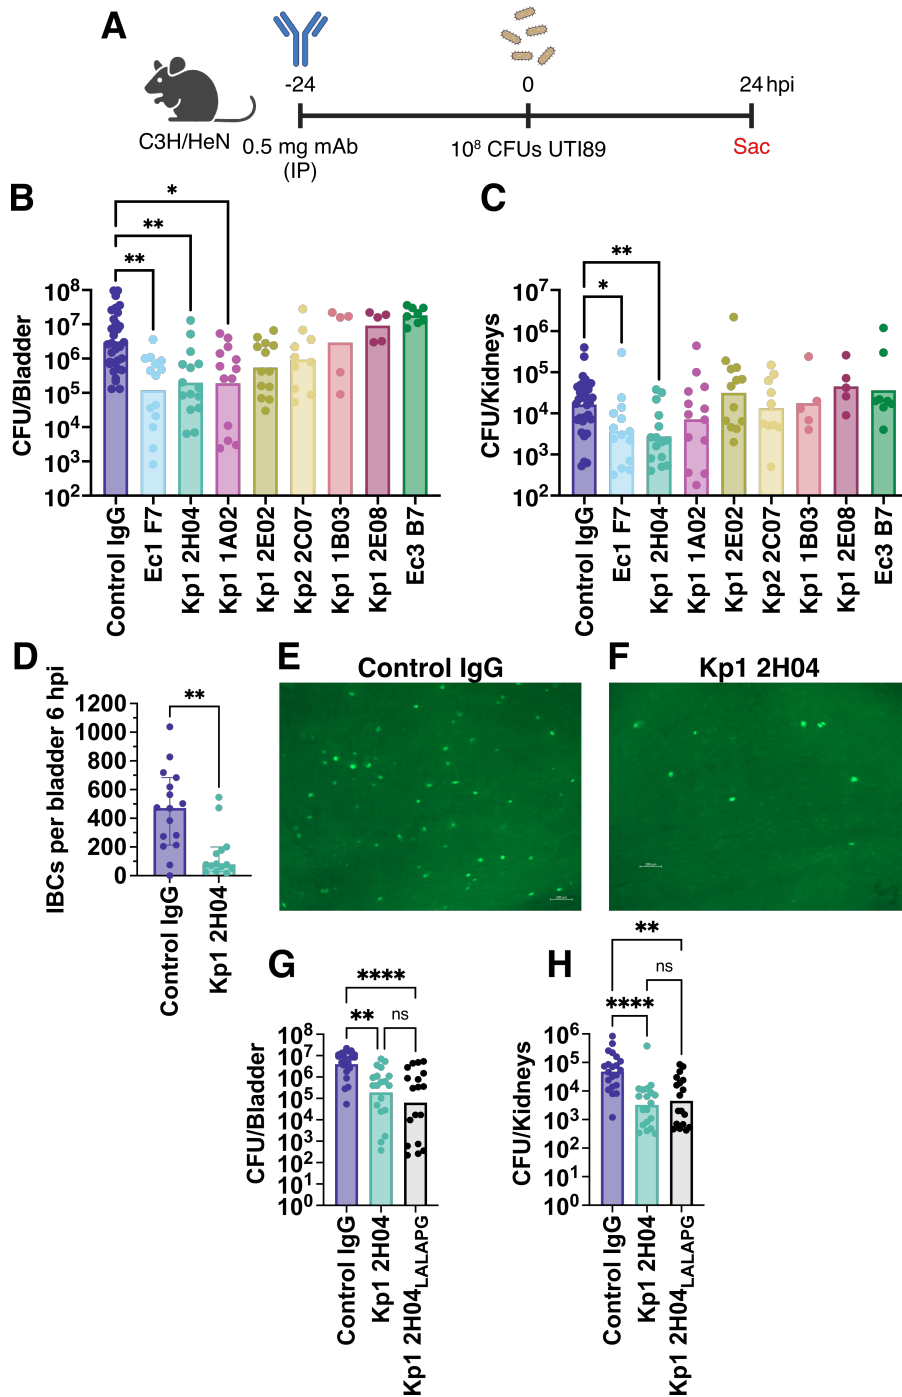 A
-24
0
24 hpi
C3H/HeN
0.5 mg mAb
(IP)
10⁸ CFUs UTI89
Sac
B
*
**
**
CFU/Bladder
10⁸
10⁷
10⁶
10⁵
10⁴
10³
10²
Control IgG
Ec1 F7
Kp1 2H04
Kp1 1A02
Kp1 2E02
Kp2 2C07
Kp1 1B03
Kp1 2E08
Ec3 B7
C
**
*
CFU/Kidneys
10⁷
10⁶
10⁵
10⁴
10³
10²
Control IgG
Ec1 F7
Kp1 2H04
Kp1 1A02
Kp1 2E02
Kp2 2C07
Kp1 1B03
Kp1 2E08
Ec3 B7
D
IBCs per bladder 6 hpi
**
1200
1000
800
600
400
200
0
Control IgG
Kp1 2H04
E
Control IgG
F
Kp1 2H04
G
****
**
ns
CFU/Bladder
10⁸
10⁷
10⁶
10⁵
10⁴
10³
10²
10¹
10⁰
Control IgG
Kp1 2H04
Kp1 2H04LALAPG
H
**
ns
****
CFU/Kidneys
10⁶
10⁵
10⁴
10³
10²
10¹
10⁰
Control IgG
Kp1 2H04
Kp1 2H04LALAPG